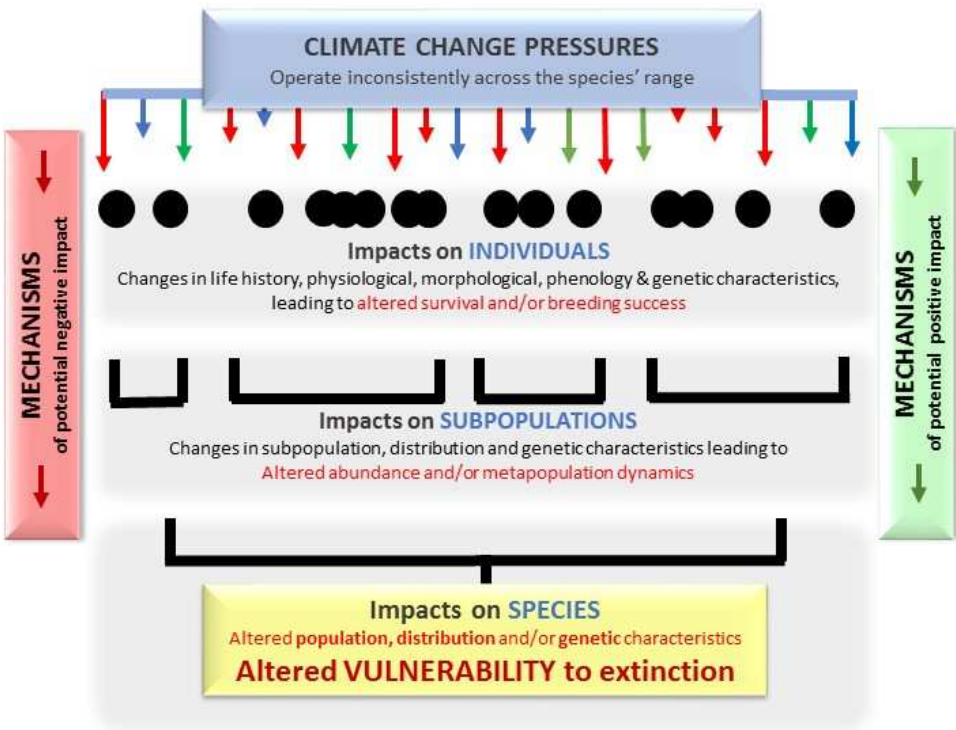 CLIMATE CHANGE PRESSURES
Operate inconsistently across the species' range
MECHANISMS
of potential negative impact
Impacts on INDIVIDUALS
Changes in life history, physiological, morphological, phenology & genetic characteristics,
leading to altered survival and/or breeding success
Impacts on SUBPOPULATIONS
Changes in subpopulation, distribution and genetic characteristics leading to
Altered abundance and/or metapopulation dynamics
Impacts on SPECIES
Altered population, distribution and/or genetic characteristics
Altered VULNERABILITY to extinction
MECHANISMS
of potential positive impact